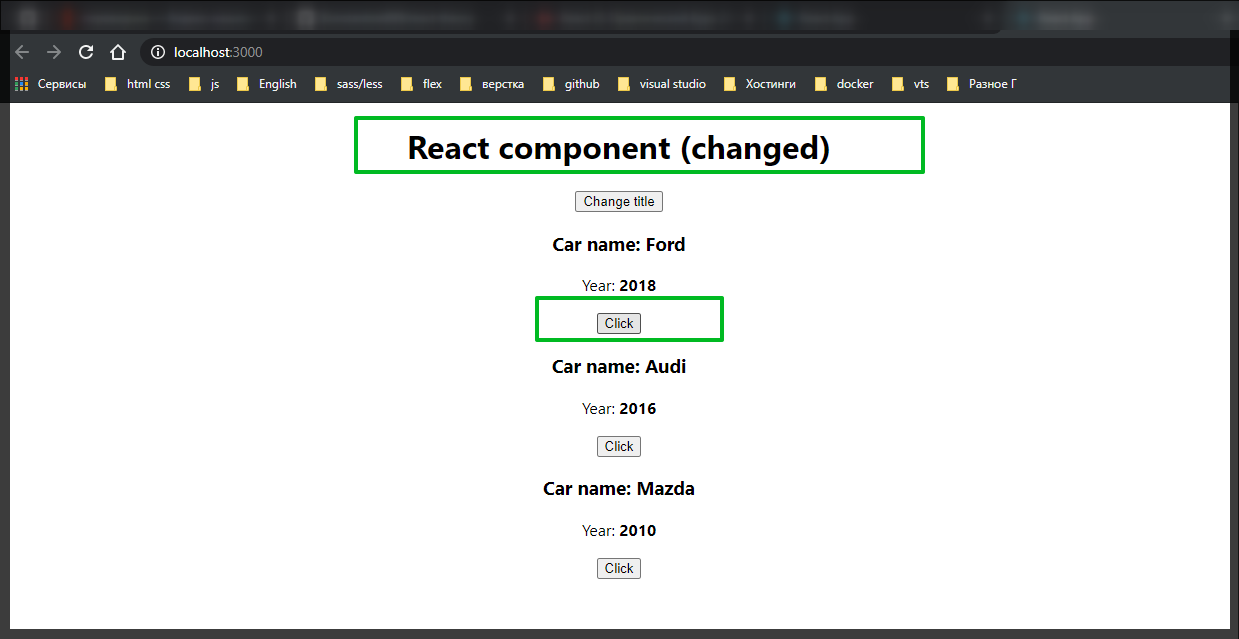 localhost:3000
Сервисы html css js English sass/less flex верстка github visual studio Хостинги docker vts Разное Г
React component (changed)
Change title
Car name: Ford
Year: 2018
Click
Car name: Audi
Year: 2016
Click
Car name: Mazda
Year: 2010
Click